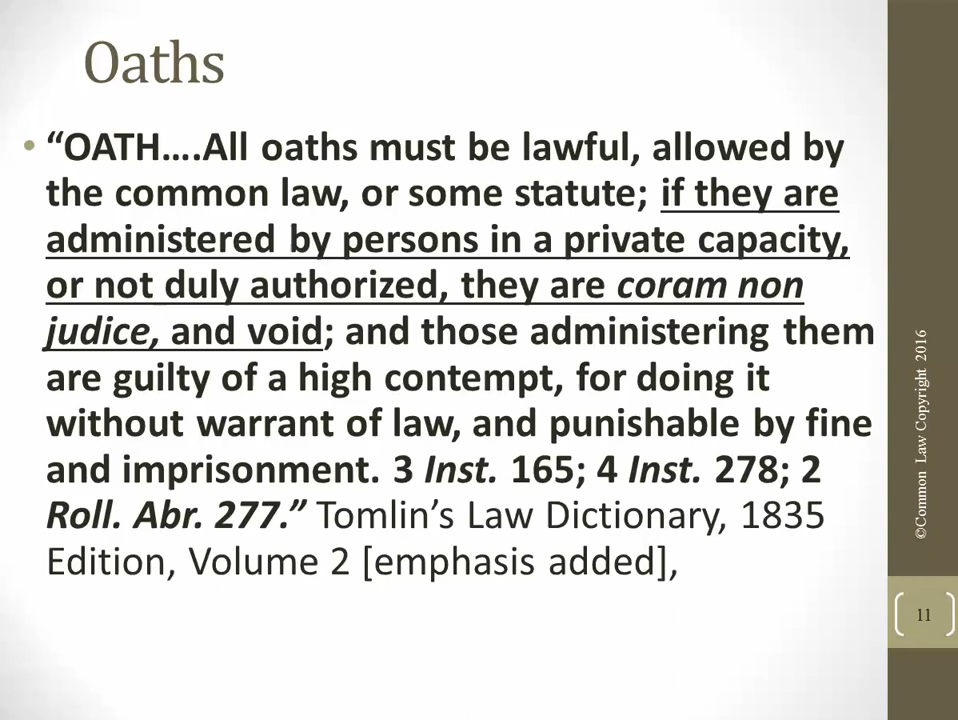 Oaths
• “OATH….All oaths must be lawful, allowed by
the common law, or some statute; if they are
administered by persons in a private capacity,
or not duly authorized, they are coram non
judice, and void; and those administering them
are guilty of a high contempt, for doing it
without warrant of law, and punishable by fine
and imprisonment. 3 Inst. 165; 4 Inst. 278; 2
Roll. Abr. 277.” Tomlin’s Law Dictionary, 1835
Edition, Volume 2 [emphasis added],
©Common Law Copyright 2016
11